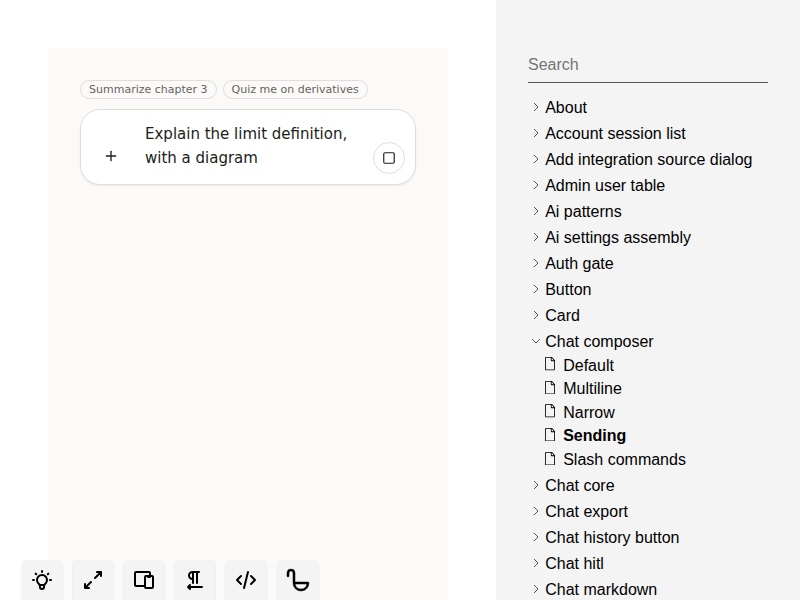 Summarize chapter 3
Quiz me on derivatives
Explain the limit definition,
with a diagram
Search
About
Account session list
Add integration source dialog
Admin user table
Ai patterns
Ai settings assembly
Auth gate
Button
Card
Chat composer
Default
Multiline
Narrow
Sending
Slash commands
Chat core
Chat export
Chat history button
Chat hitl
Chat markdown